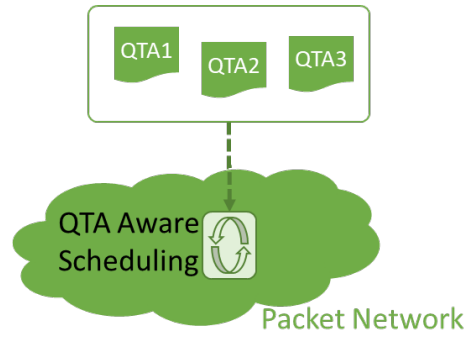 QTA1
QTA2
QTA3
QTA Aware
Scheduling
Packet Network